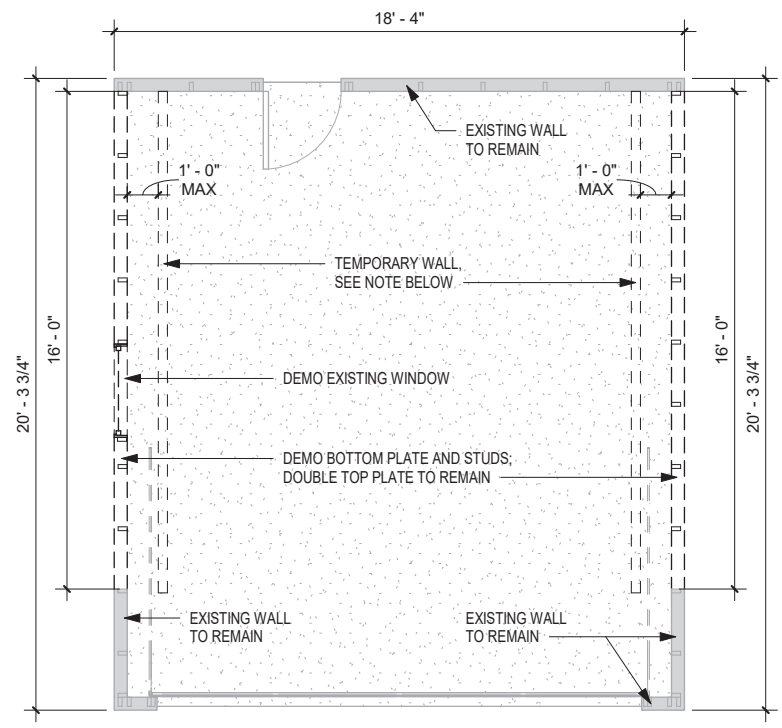 18' - 4"
EXISTING WALL
TO REMAIN
1' - 0"
MAX
1' - 0"
MAX
TEMPORARY WALL,
SEE NOTE BELOW
16' - 0"
16' - 0"
20' - 3 3/4"
20' - 3 3/4"
DEMO EXISTING WINDOW
DEMO BOTTOM PLATE AND STUDS;
DOUBLE TOP PLATE TO REMAIN
EXISTING WALL
TO REMAIN
EXISTING WALL
TO REMAIN